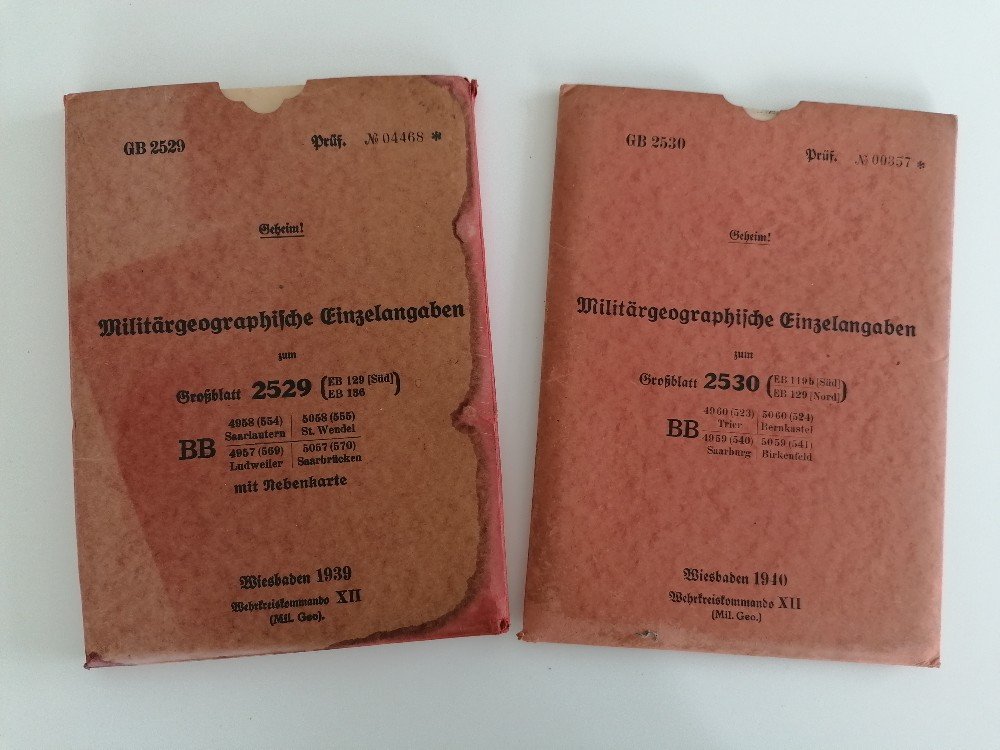 GB 2529
Prüf. № 04468 *
Geheim!
Militärgeographische Einzelangaben
zum
Großblatt 2529 (EB 129 [Süd]
EB 136)
BB
4958 (554) Saarlautern
5058 (555) St. Wendel
4957 (569) Ludweiler
5057 (570) Saarbrücken
mit Nebenkarte
Wiesbaden 1939
Wehrkreiskommando XII
(Mil. Geo).
GB 2530
Prüf. № 00357 *
Geheim!
Militärgeographische Einzelangaben
zum
Großblatt 2530 (EB 119b [Süd]
EB 129 [Nord])
BB
4960 (523) Trier
5060 (524) Bernkastel
4959 (540) Saarburg
5059 (541) Birkenfeld
Wiesbaden 1940
Wehrkreiskommando XII
(Mil. Geo.)